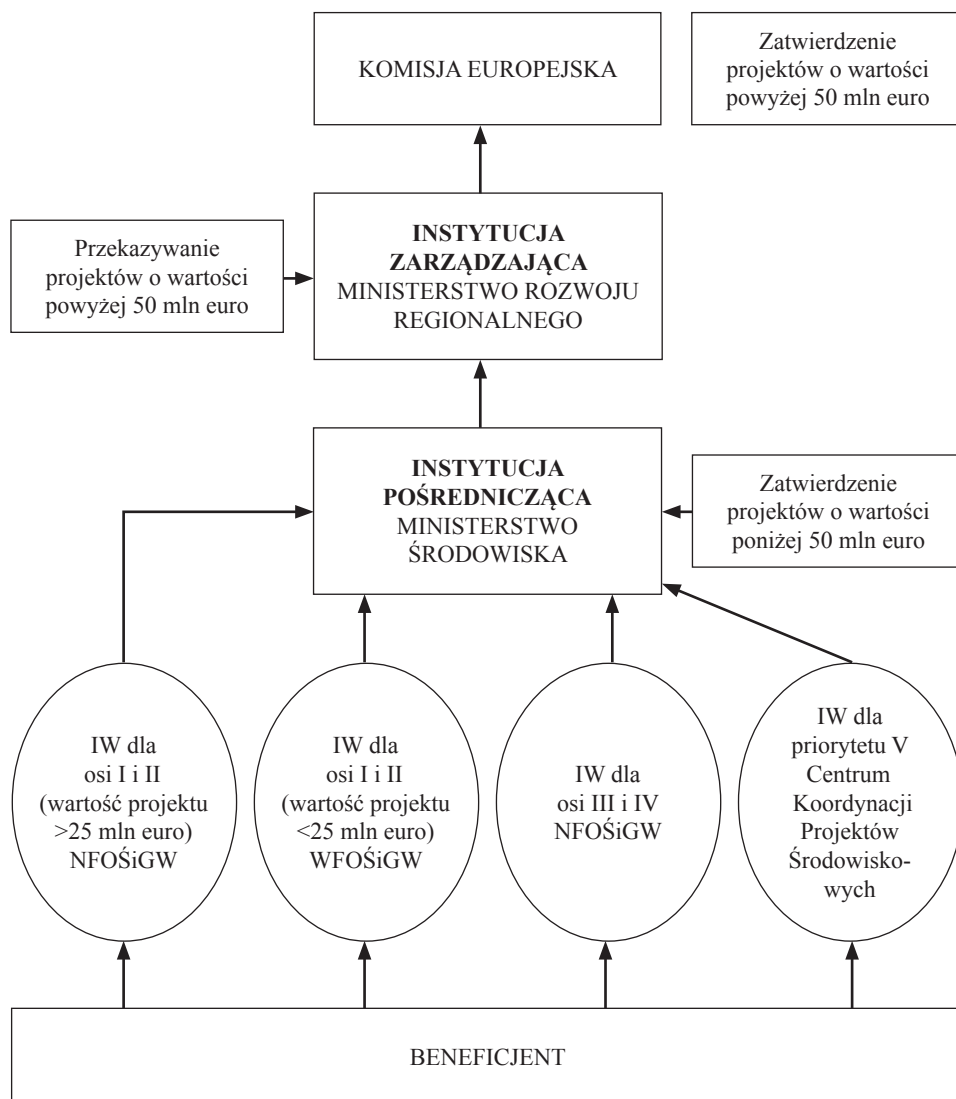 KOMISJA EUROPEJSKA
Zatwierdzenie
projektów o wartości
powyżej 50 mln euro
Przekazywanie
projektów o wartości
powyżej 50 mln euro
INSTYTUCJA
ZARZĄDZAJĄCA
MINISTERSTWO ROZWOJU
REGIONALNEGO
INSTYTUCJA
POŚREDNICZĄCA
MINISTERSTWO
ŚRODOWISKA
Zatwierdzenie
projektów o wartości
poniżej 50 mln euro
IW dla
osi I i II
(wartość projektu
>25 mln euro)
NFOŚiGW
IW dla
osi I i II
(wartość projektu
<25 mln euro)
WFOŚiGW
IW dla
osi III i IV
NFOŚiGW
IW dla
priorytetu V
Centrum
Koordynacji
Projektów
Środowisko-
wych
BENEFICJENT